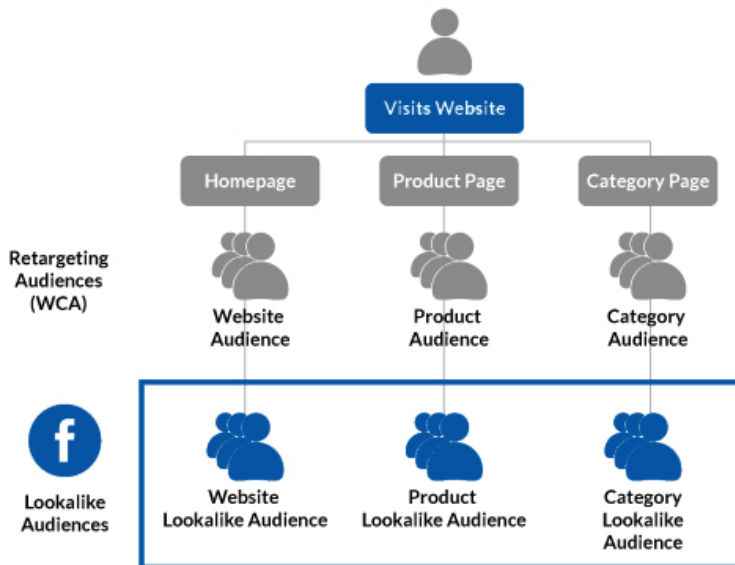 Visits Website
Homepage
Product Page
Category Page
Retargeting
Audiences
(WCA)
Website
Audience
Product
Audience
Category
Audience
f
Lookalike
Audiences
Website
Lookalike Audience
Product
Lookalike Audience
Category
Lookalike
Audience